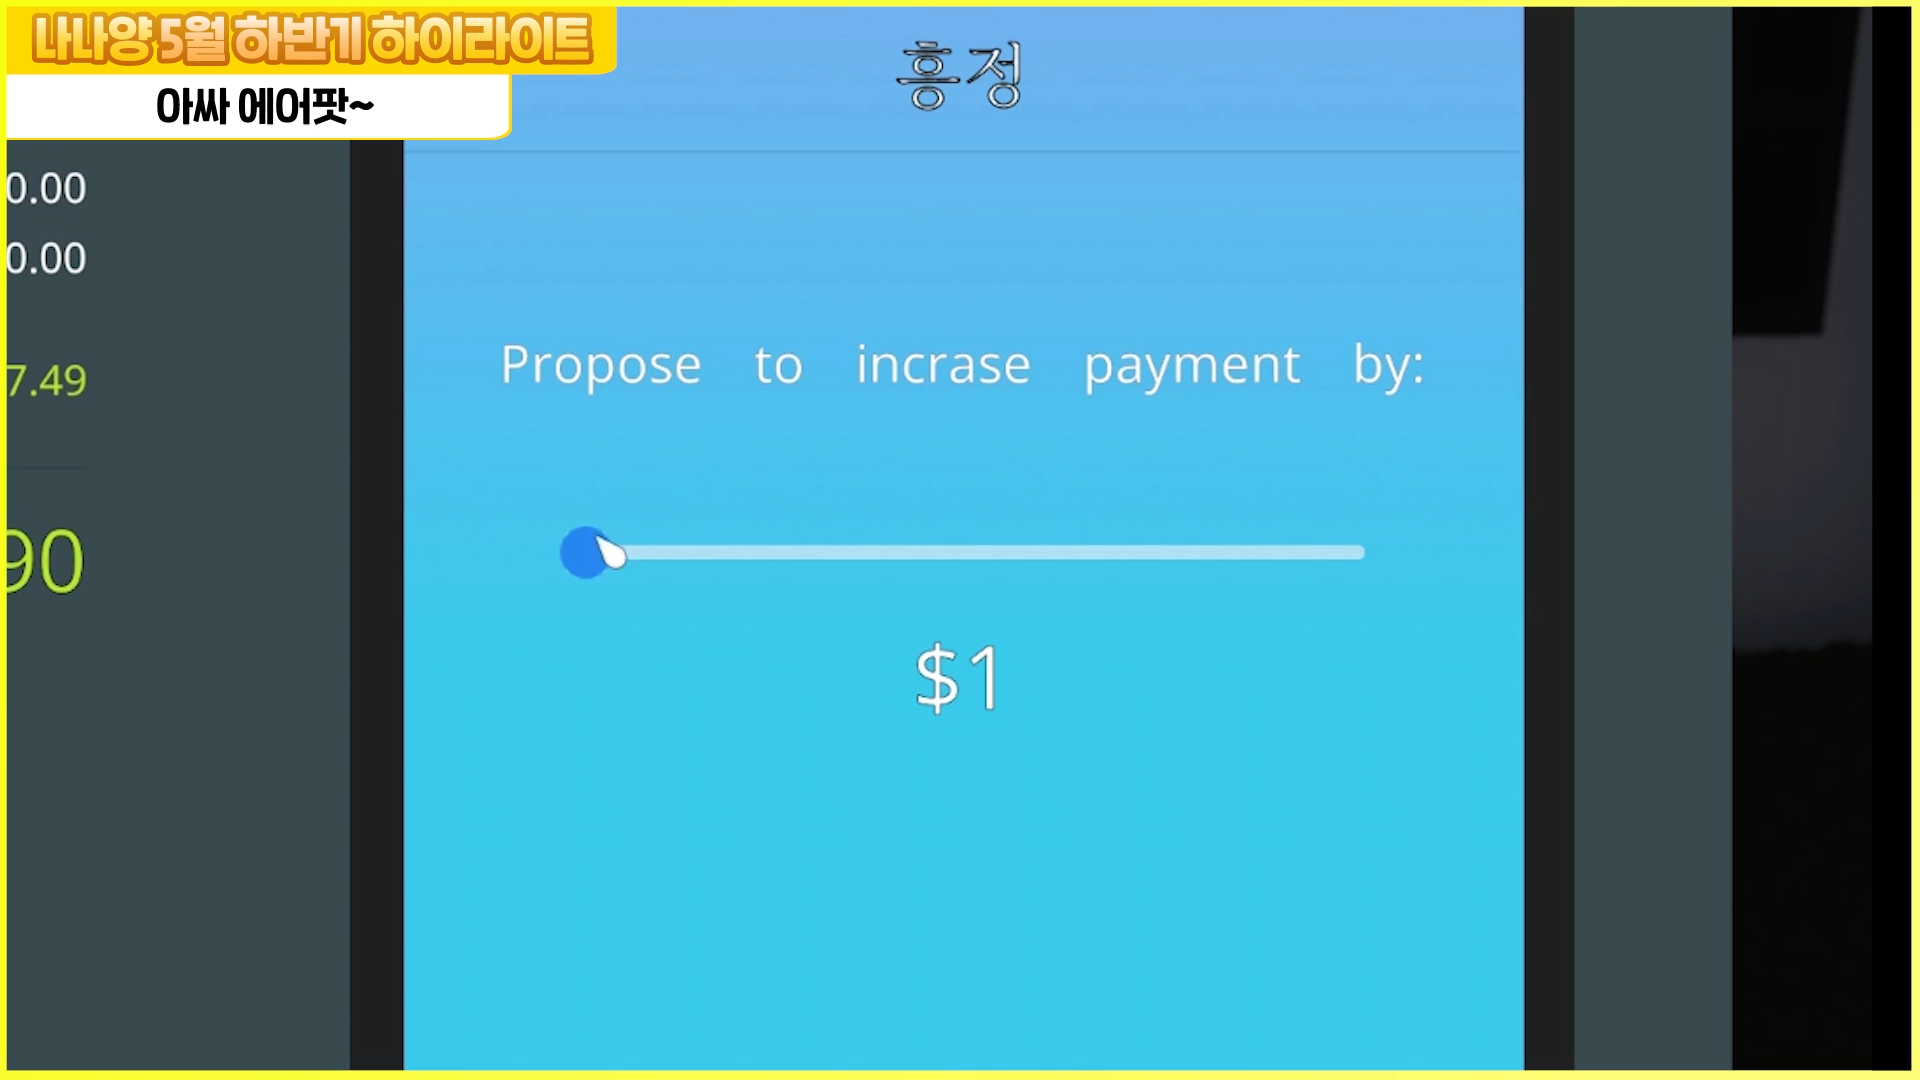 나나양 5월 하반기 하이라이트
아싸 에어팟~
흥정
0.00
0.00
7.49
90
Propose to incrase payment by:
$1